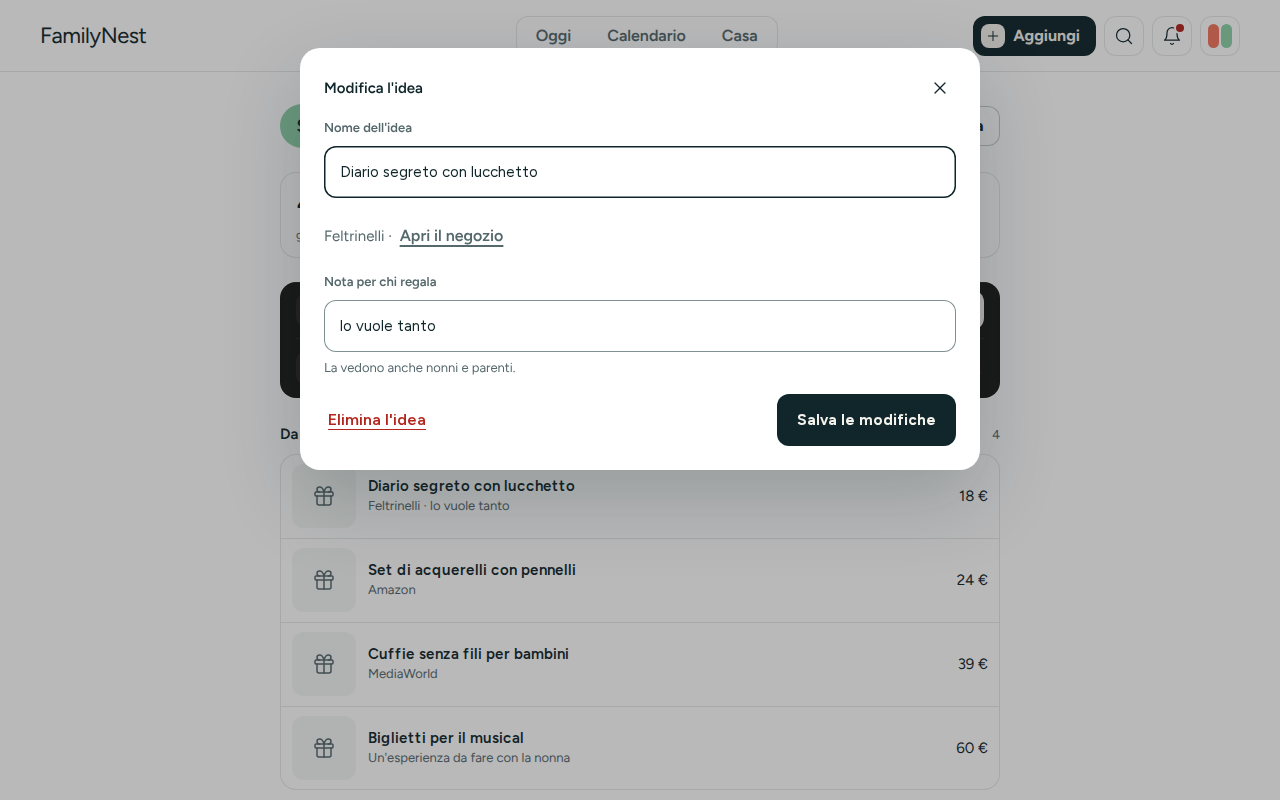 FamilyNest
Oggi Calendario Casa
Aggiungi
Modifica l'idea
Nome dell'idea
Diario segreto con lucchetto
Feltrinelli · Apri il negozio
Nota per chi regala
lo vuole tanto
La vedono anche nonni e parenti.
Elimina l'idea
Salva le modifiche
Da
4
Diario segreto con lucchetto
18 €
Feltrinelli · lo vuole tanto
Set di acquerelli con pennelli
24 €
Amazon
Cuffie senza fili per bambini
39 €
MediaWorld
Biglietti per il musical
60 €
Un'esperienza da fare con la nonna